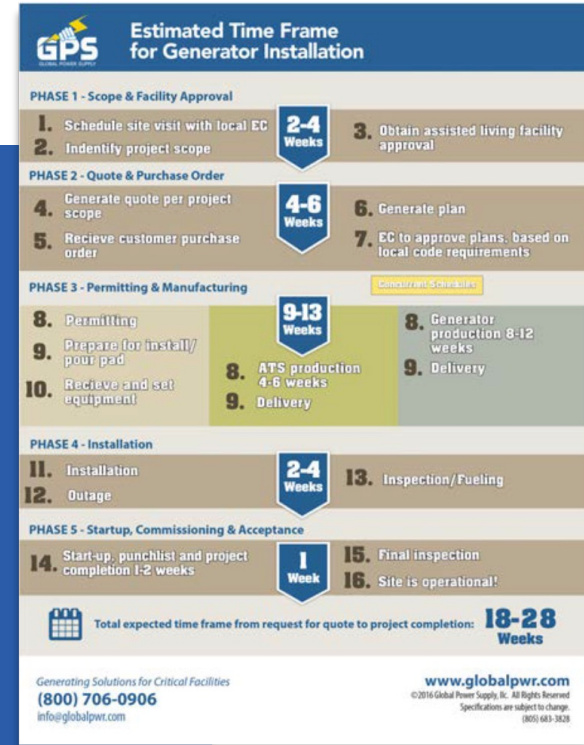 GPS
GLOBAL POWER SUPPLY
Estimated Time Frame
for Generator Installation
PHASE 1 - Scope & Facility Approval
1. Schedule site visit with local EC
2. Indentify project scope
2-4
Weeks
3. Obtain assisted living facility
approval
PHASE 2 - Quote & Purchase Order
4. Generate quote per project
scope
5. Recieve customer purchase
order
4-6
Weeks
6. Generate plan
7. EC to approve plans, based on
local code requirements
PHASE 3 - Permitting & Manufacturing
Concurrent Schedules
8. Permitting
9. Prepare for install/
pour pad
10. Recieve and set
equipment
9-13
Weeks
8. ATS production
4-6 weeks
9. Delivery
8. Generator
production 8-12
weeks
9. Delivery
PHASE 4 - Installation
11. Installation
12. Outage
2-4
Weeks
13. Inspection/Fueling
PHASE 5 - Startup, Commissioning & Acceptance
14. Start-up, punchlist and project
completion 1-2 weeks
1
Week
15. Final inspection
16. Site is operational!
Total expected time frame from request for quote to project completion: 18-28
Weeks
Generating Solutions for Critical Facilities
(800) 706-0906
info@globalpwr.com
www.globalpwr.com
©2016 Global Power Supply, llc. All Rights Reserved
Specifications are subject to change.
(805) 683-3828